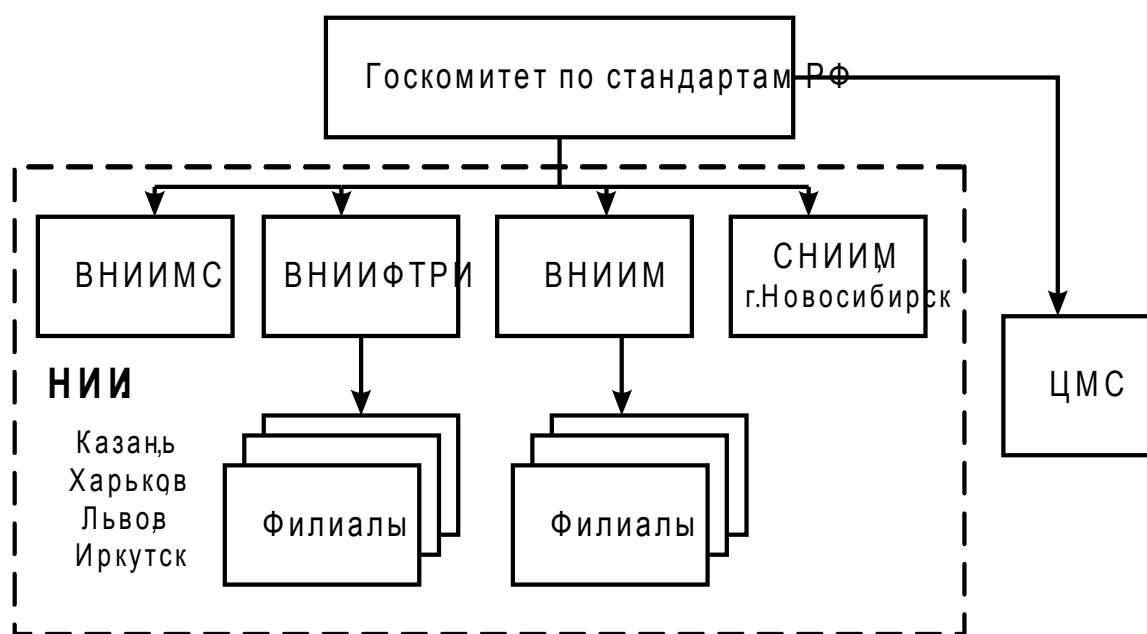 Госкомитет по стандартам РФ
ВНИИМС
ВНИИФТРИ
ВНИИМ
СНИИМ,
г.Новосибирск
НИИ
ЦМС
Казань,
Харьков,
Львов,
Иркутск
Филиалы
Филиалы